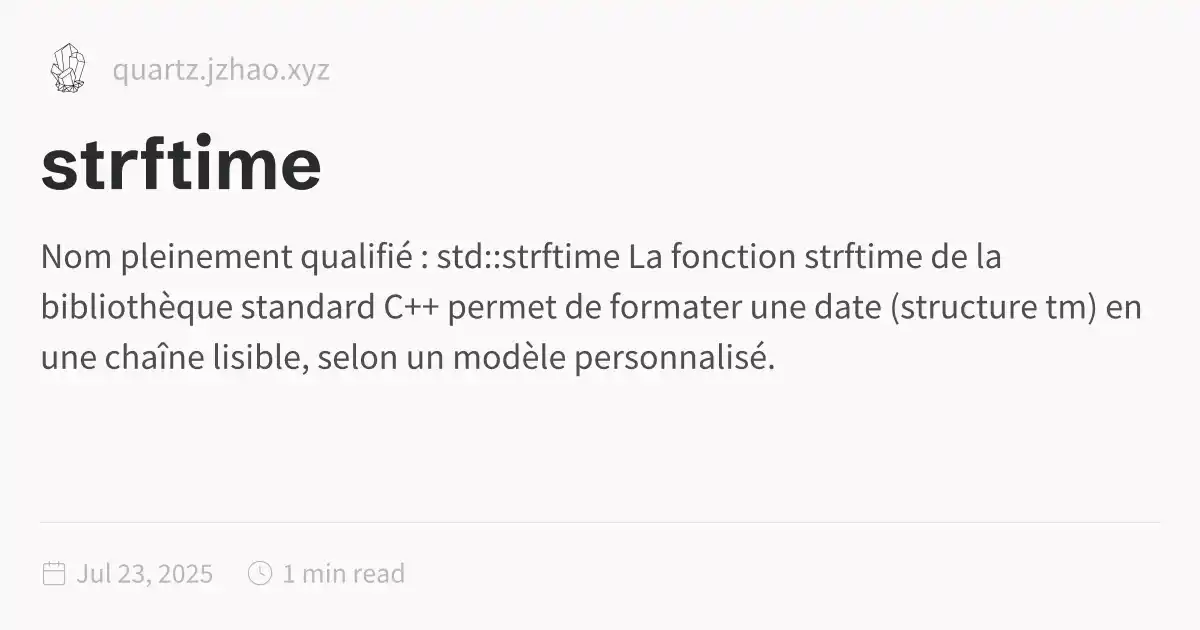 quartz.jzhao.xyz
strftime
Nom pleinement qualifié : std::strftime La fonction strftime de la
bibliothèque standard C++ permet de formater une date (structure tm) en
une chaîne lisible, selon un modèle personnalisé.
Jul 23, 2025 1 min read